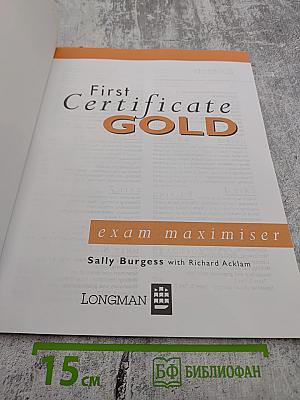 First
Certificate
GOLD
exam maximiser
Sally Burgess with Richard Acklam
LONGMAN
15 см
БФ БИБЛИОФАН